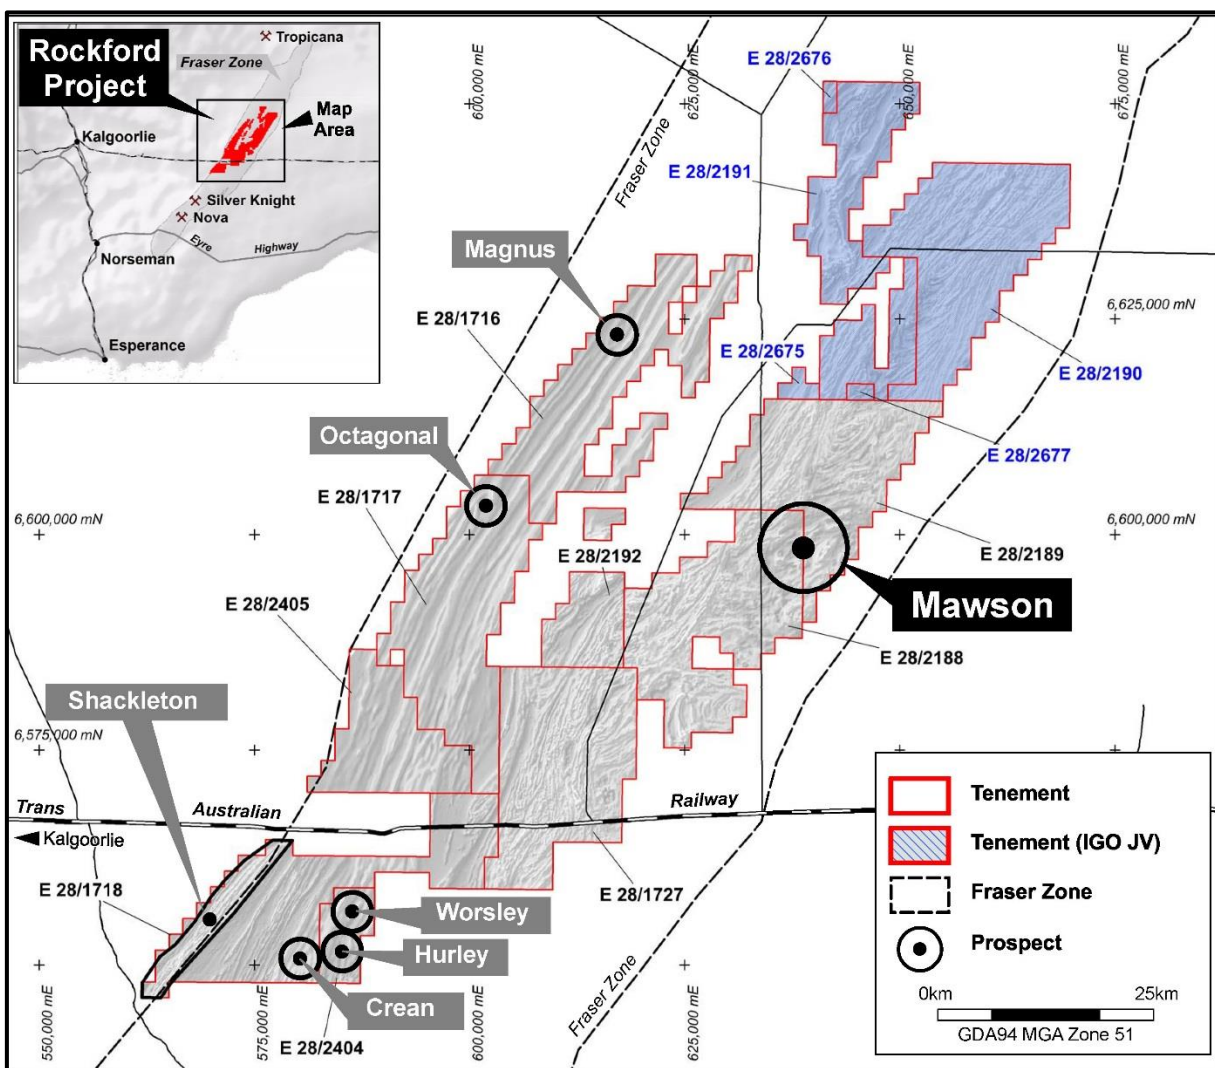 Rockford
Project
Tropicana
Fraser Zone
Map
Area
Kalgoorlie
Silver Knight
Nova
Eyre
Highway
Norseman
Esperance
600,000 mE
Fraser Zone
625,000 mE
E 28/2676
650,000 mE
675,000 mE
E 28/2191
Magnus
E 28/1716
6,625,000 mN
E 28/2675
E 28/2190
Octagonal
E 28/2677
E 28/1717
6,600,000 mN
6,600,000 mN
E 28/2192
E 28/2189
E 28/2405
Mawson
E 28/2188
Shackleton
6,575,000 mN
Trans Australian Railway
Kalgoorlie
E 28/1718
E 28/1727
Worsley
Hurley
Crean
E 28/2404
550,000 mE
575,000 mE
600,000 mE
Fraser Zone
625,000 mE
Tenement
Tenement (IGO JV)
Fraser Zone
Prospect
0km 25km
GDA94 MGA Zone 51